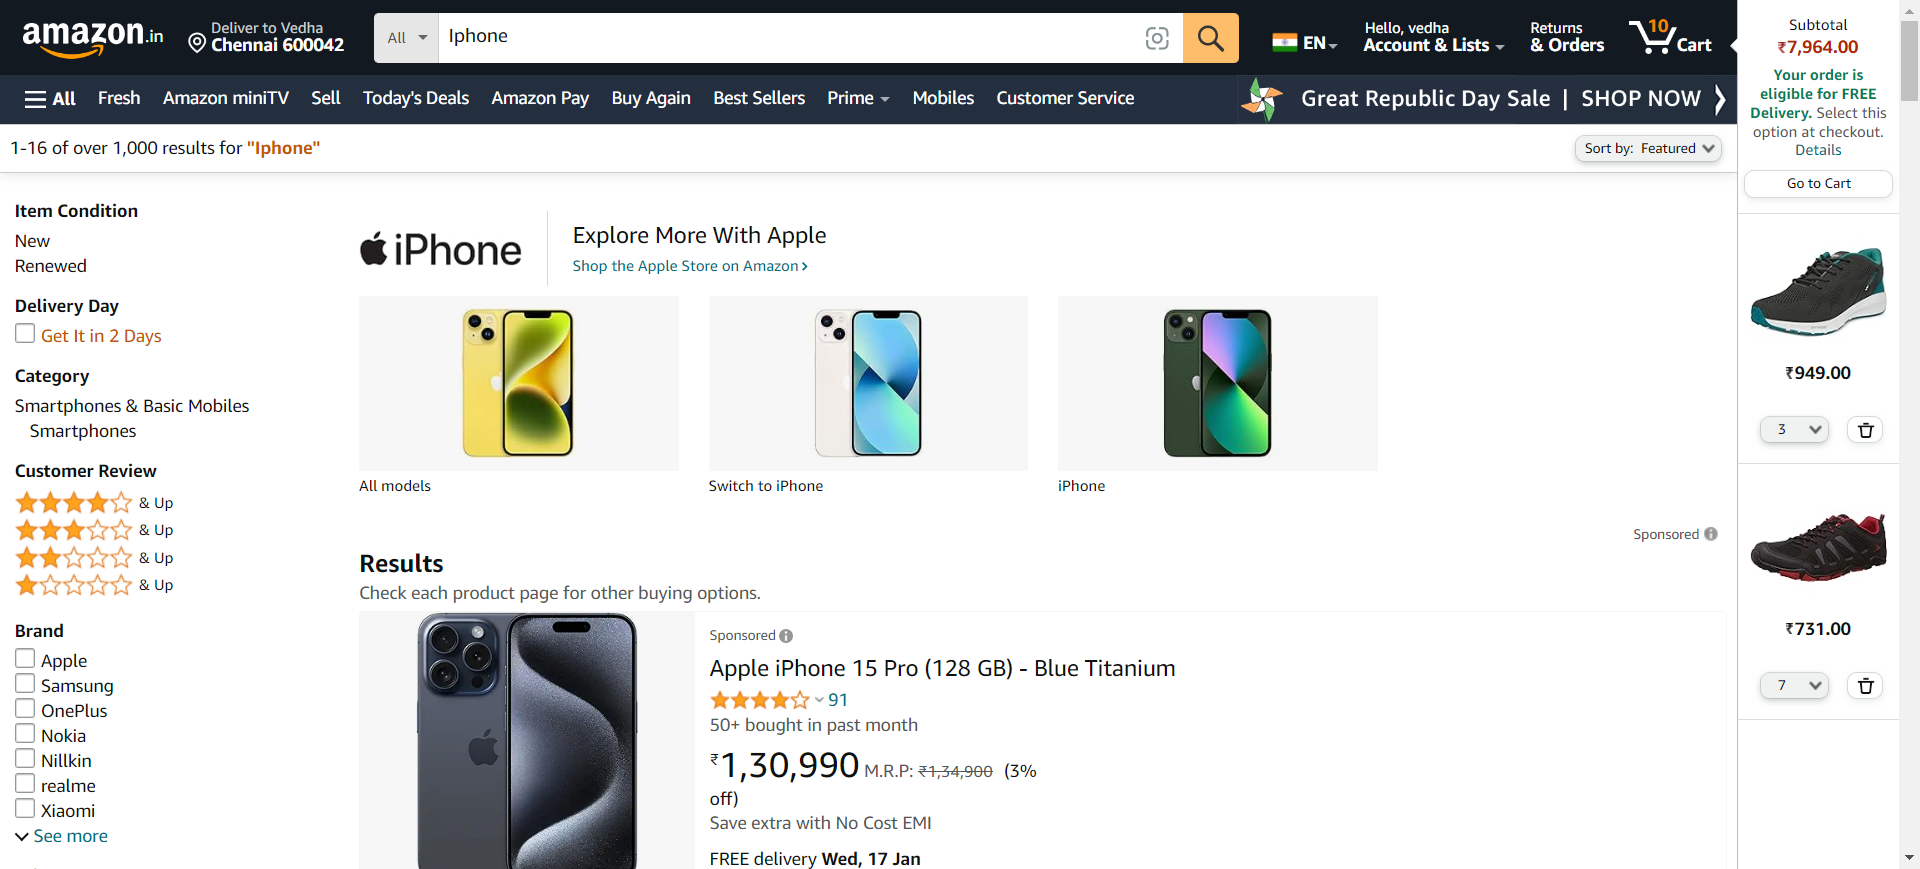 amazon.in
Deliver to Vedha
Chennai 600042
All
Iphone
EN
Hello, vedha
Account & Lists
Returns
& Orders
10
Cart
All
Fresh
Amazon miniTV
Sell
Today's Deals
Amazon Pay
Buy Again
Best Sellers
Prime
Mobiles
Customer Service
Great Republic Day Sale | SHOP NOW
1-16 of over 1,000 results for "Iphone"
Sort by: Featured
Item Condition
New
Renewed
Delivery Day
Get It in 2 Days
Category
Smartphones & Basic Mobiles
Smartphones
Customer Review
& Up
& Up
& Up
& Up
Brand
Apple
Samsung
OnePlus
Nokia
Nillkin
realme
Xiaomi
See more
iPhone
Explore More With Apple
Shop the Apple Store on Amazon
All models
Switch to iPhone
iPhone
Sponsored
Results
Check each product page for other buying options.
Sponsored
Apple iPhone 15 Pro (128 GB) - Blue Titanium
91
50+ bought in past month
₹1,30,990 M.R.P: ₹1,34,900 (3%
off)
Save extra with No Cost EMI
FREE delivery Wed, 17 Jan
Subtotal
₹7,964.00
Your order is
eligible for FREE
Delivery. Select this
option at checkout.
Details
Go to Cart
₹949.00
3
₹731.00
7